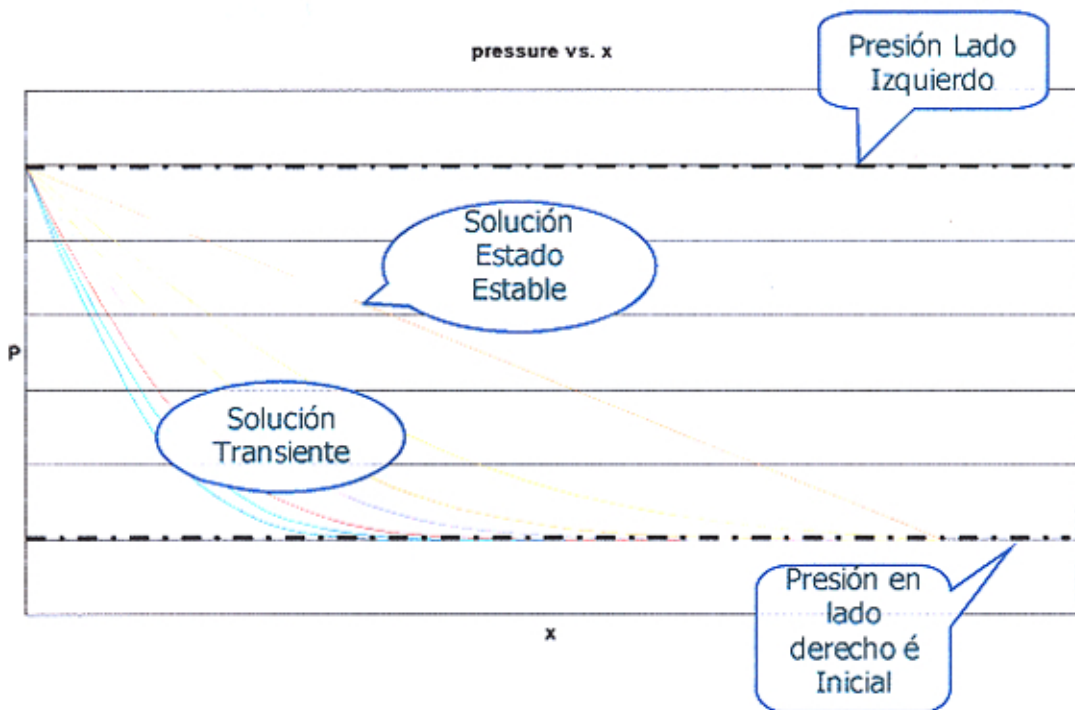 pressure vs. x
Presión Lado
Izquierdo
Solución
Estado
Estable
P
Solución
Transiente
x
Presión en
lado
derecho é
Inicial